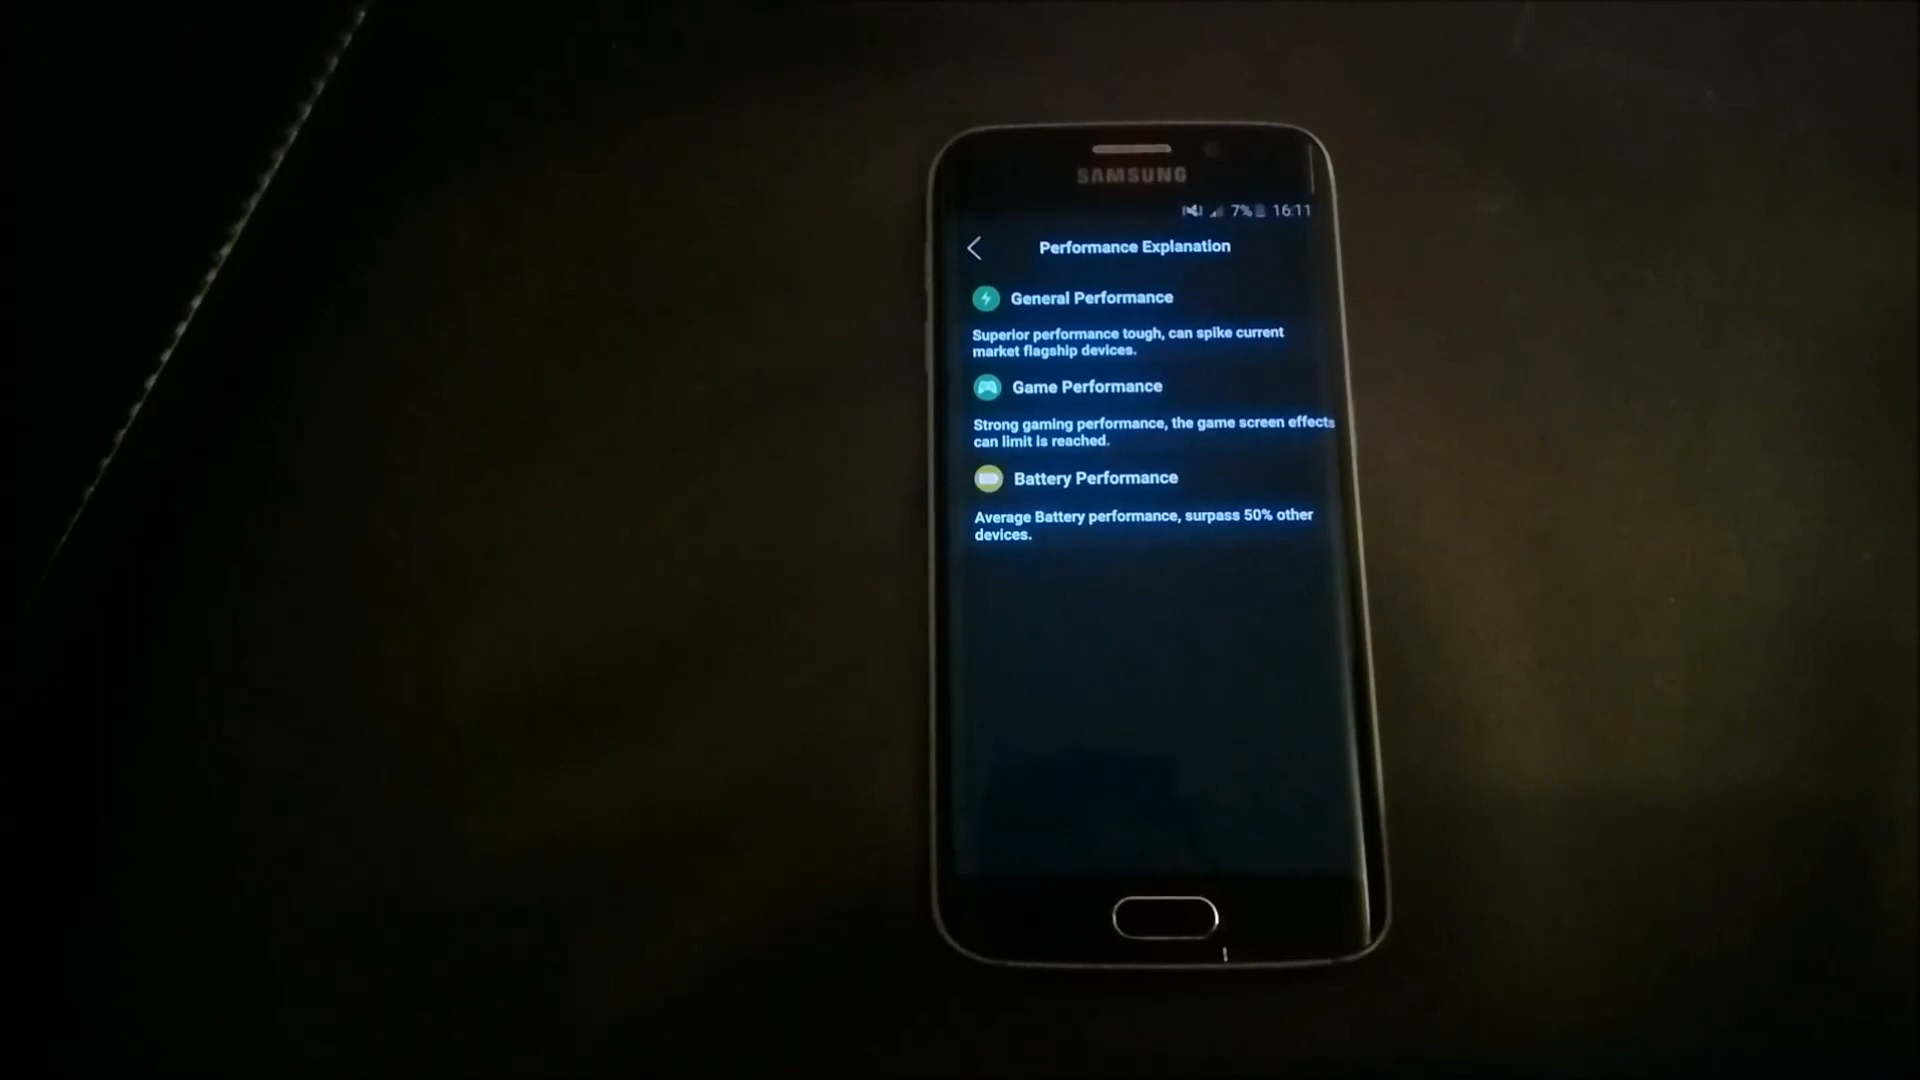 SAMSUNG
7% 16:11
Performance Explanation
General Performance
Superior performance tough, can spike current
market flagship devices.
Game Performance
Strong gaming performance, the game screen effects
can limit is reached.
Battery Performance
Average Battery performance, surpass 50% other
devices.